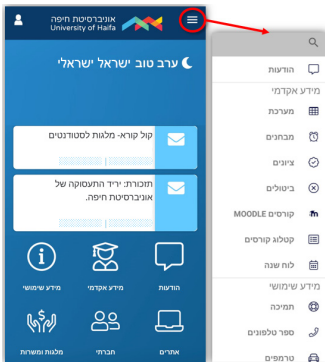 אוניברסיטת חיפה
University of Haifa
ערב טוב ישראל ישראלי
קול קורא- מלגות לסטודנטים
תזכורת: יריד התעסוקה של
אוניברסיטת חיפה.
הודעות
מידע אקדמי
מידע שימושי
אתרים
חברתי
מלגות ומשרות
הודעות
מידע אקדמי
מערכת
מבחנים
ציונים
ביטולים
קורסים MOODLE
קטלוג קורסים
לוח שנה
מידע שימושי
תמיכה
ספר טלפונים
טרמפים